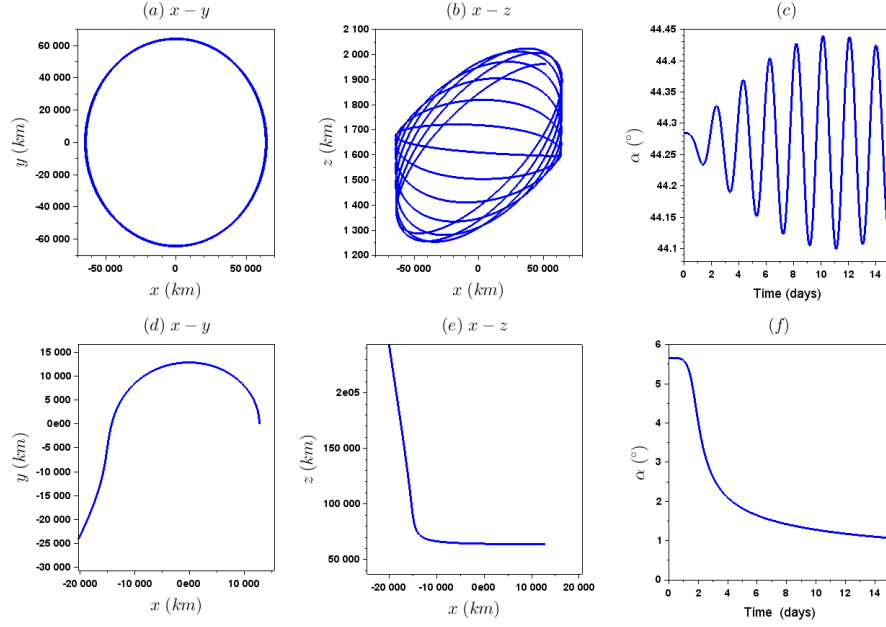 (a) x − y
(b) x − z
(c)
y (km)
60 000
40 000
20 000
0
-20 000
-40 000
-60 000
-50 000 0 50 000
x (km)
z (km)
2 100
2 000
1 900
1 800
1 700
1 600
1 500
1 400
1 300
1 200
-50 000 0 50 000
x (km)
α (°)
44.45
44.4
44.35
44.3
44.25
44.2
44.15
44.1
0 2 4 6 8 10 12 14
Time (days)
(d) x − y
(e) x − z
(f)
y (km)
15 000
10 000
5 000
0e00
-5 000
-10 000
-15 000
-20 000
-25 000
-30 000
-20 000 -10 000 0e00 10 000
x (km)
z (km)
2e05
150 000
100 000
50 000
-20 000 -10 000 0e00 10 000 20 000
x (km)
α (°)
6
5
4
3
2
1
0
0 2 4 6 8 10 12 14
Time (days)